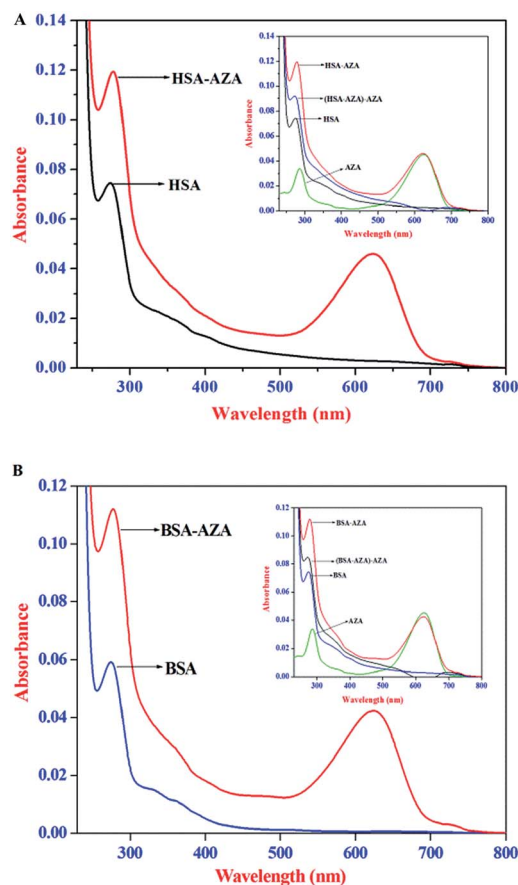 A
0.14
0.12
0.10
0.08
0.06
0.04
0.02
0.00
Absorbance
HSA-AZA
HSA
300 400 500 600 700 800
Wavelength (nm)
0.14
0.12
0.10
0.08
0.06
0.04
0.02
0.00
Absorbance
HSA-AZA
(HSA-AZA)-AZA
HSA
AZA
300 400 500 600 700 800
Wavelength (nm)
B
0.12
0.10
0.08
0.06
0.04
0.02
0.00
Absorbance
BSA-AZA
BSA
300 400 500 600 700 800
Wavelength (nm)
0.12
0.10
0.08
0.06
0.04
0.02
0.00
Absorbance
BSA-AZA
(BSA-AZA)-AZA
BSA
AZA
300 400 500 600 700 800
Wavelength (nm)